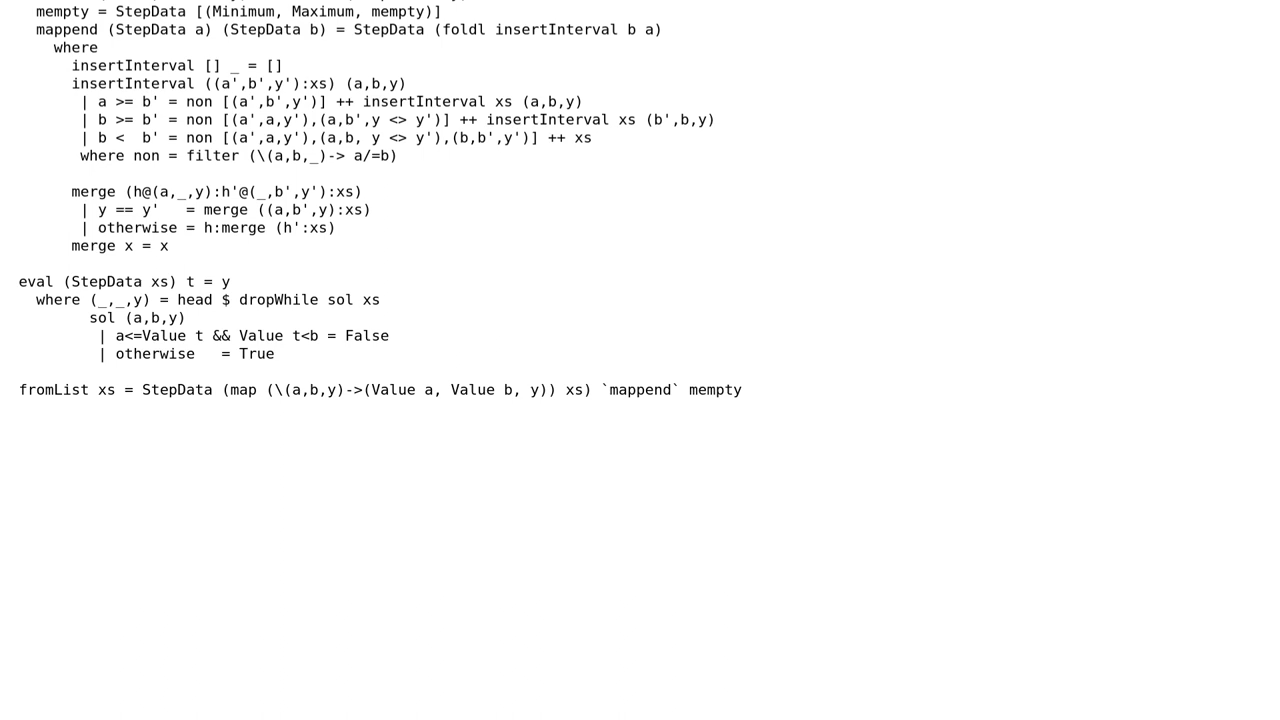 mempty = StepData [(Minimum, Maximum, mempty)]
mappend (StepData a) (StepData b) = StepData (foldl insertInterval b a)
where
insertInterval [] _ = []
insertInterval ((a',b',y'):xs) (a,b,y)
| a >= b' = non [(a',b',y')] ++ insertInterval xs (a,b,y)
| b >= b' = non [(a',a,y'),(a,b',y <> y')] ++ insertInterval xs (b',b,y)
| b <  b' = non [(a',a,y'),(a,b, y <> y'),(b,b',y')] ++ xs
where non = filter (\(a,b,_)-> a/=b)
merge (h@(a,_,y):h'@(_,b',y'):xs)
| y == y'   = merge ((a,b',y):xs)
| otherwise = h:merge (h':xs)
merge x = x
eval (StepData xs) t = y
where (_,_,y) = head $ dropWhile sol xs
sol (a,b,y)
| a<=Value t && Value t<b = False
| otherwise   = True
fromList xs = StepData (map (\(a,b,y)->(Value a, Value b, y)) xs) `mappend` mempty